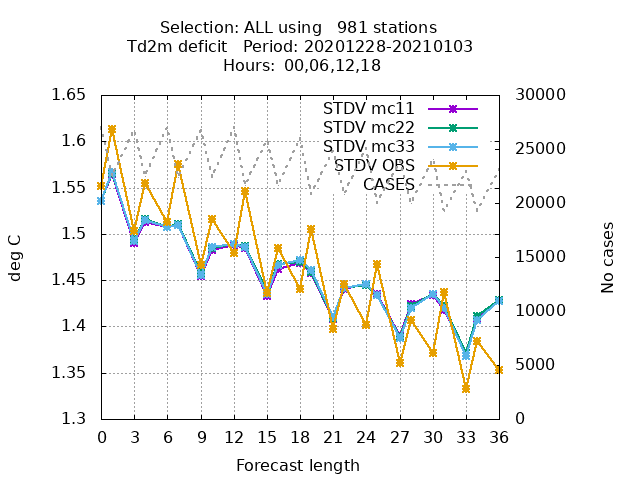 Selection: ALL using   981 stations
Td2m deficit   Period: 20201228-20210103
Hours: 00,06,12,18
STDV mc11
STDV mc22
STDV mc33
STDV OBS
CASES
1.65
1.6
1.55
1.5
1.45
1.4
1.35
1.3
30000
25000
20000
15000
10000
5000
0
deg C
No cases
0 3 6 9 12 15 18 21 24 27 30 33 36
Forecast length